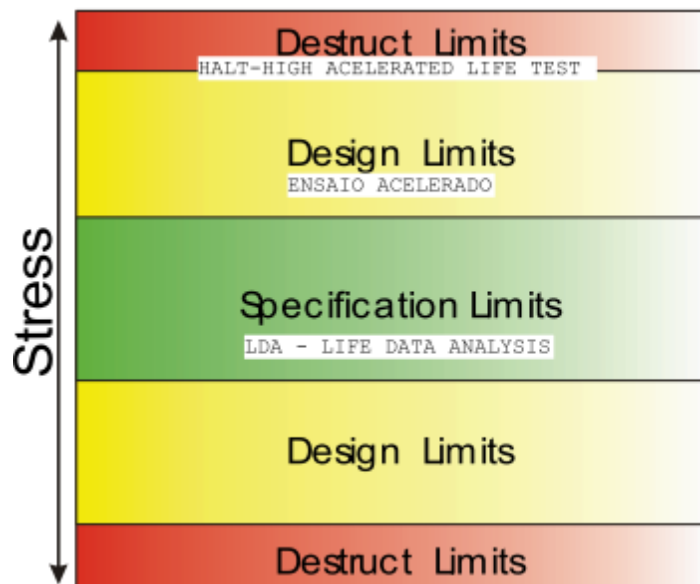 Stress
Destruct Limits
HALT-HIGH ACELERATED LIFE TEST
Design Limits
ENSAIO ACELERADO
Specification Limits
LDA - LIFE DATA ANALYSIS
Design Limits
Destruct Limits